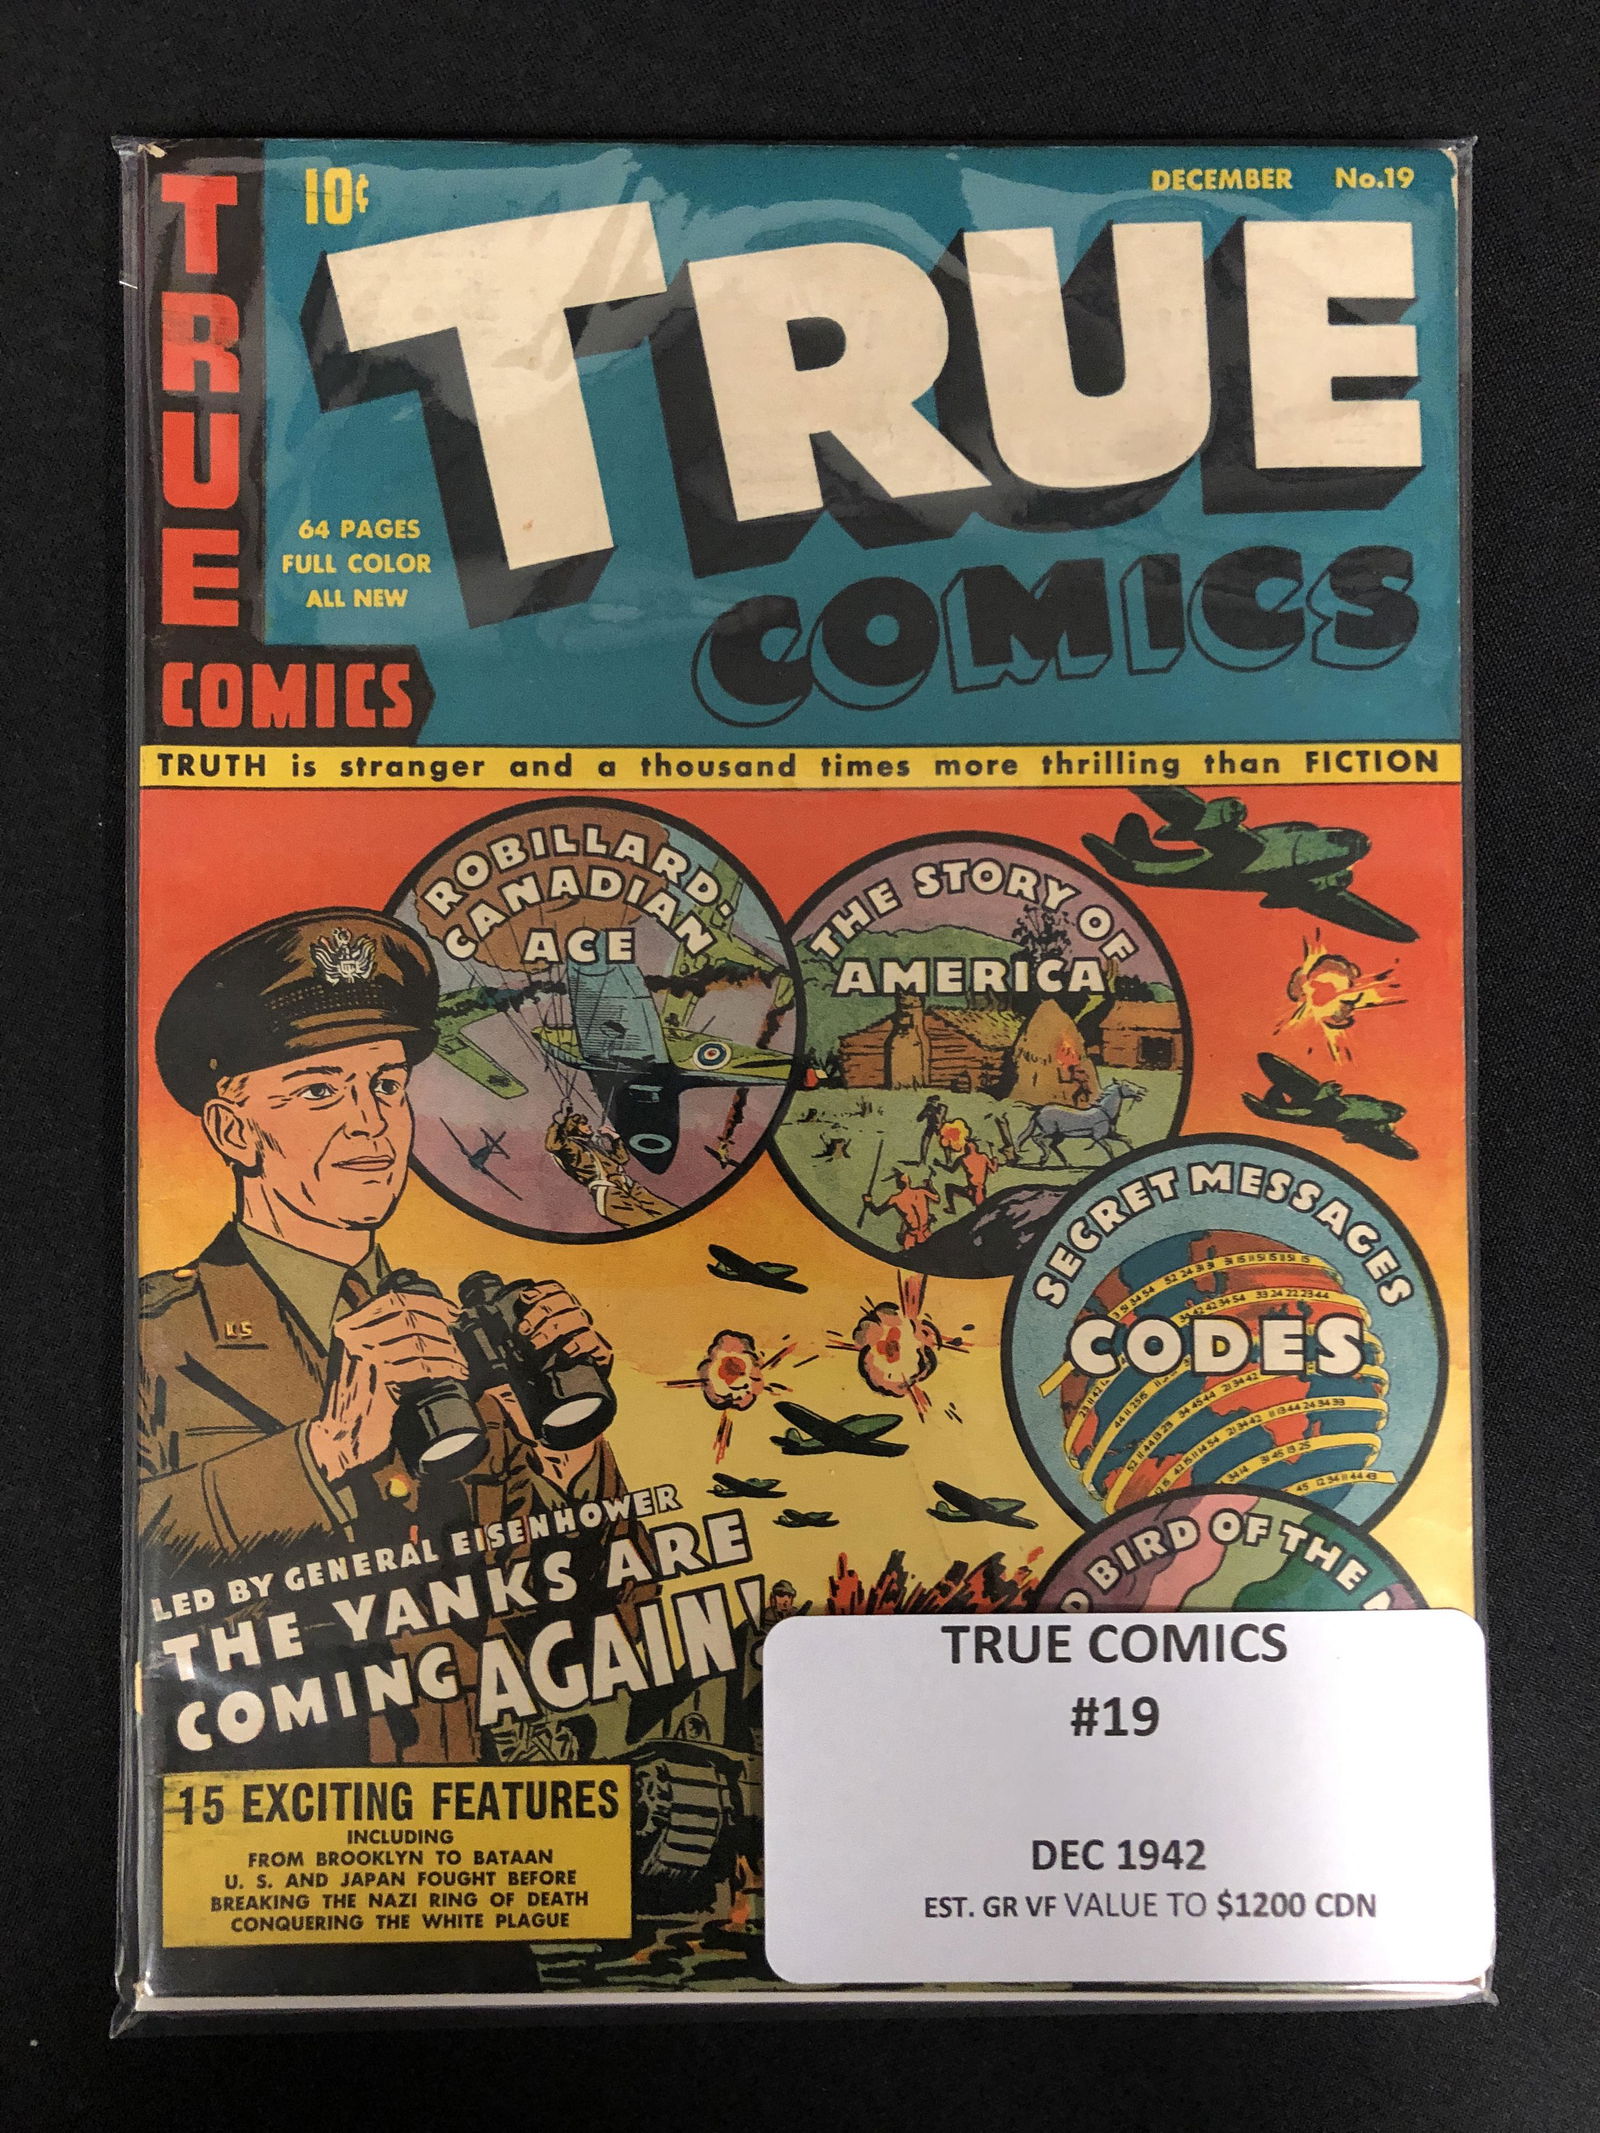 TRUE
COMICS
10¢
DECEMBER No.19
TRUE
COMICS
64 PAGES
FULL COLOR
ALL NEW
TRUTH is stranger and a thousand times more thrilling than FICTION
ROBILLARD,
CANADIAN
ACE
THE STORY OF
AMERICA
SECRET MESSAGES
CODES
BIRD OF THE
U.S
LED BY GENERAL EISENHOWER
THE YANKS ARE
COMING AGAIN!
15 EXCITING FEATURES
INCLUDING
FROM BROOKLYN TO BATAAN
U. S. AND JAPAN FOUGHT BEFORE
BREAKING THE NAZI RING OF DEATH
CONQUERING THE WHITE PLAGUE
TRUE COMICS
#19
DEC 1942
EST. GR VF VALUE TO $1200 CDN